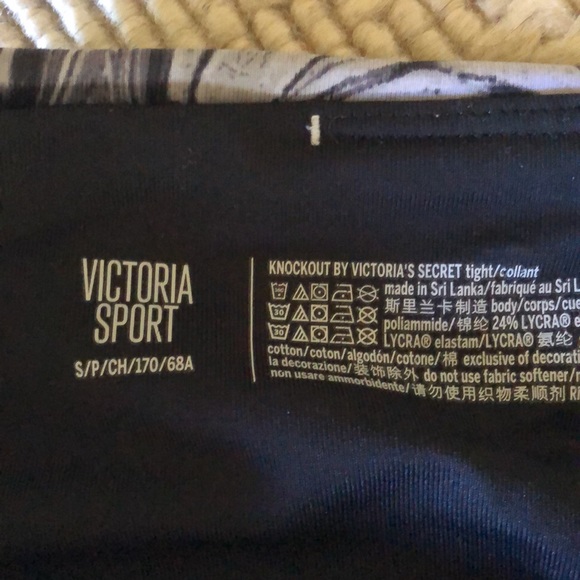 VICTORIA
SPORT
S/P/CH/170/68A
KNOCKOUT BY VICTORIA'S SECRET tight/collant
made in Sri Lanka/fabriqué au Sri L
斯里兰卡制造 body/corps/cue
poliammide/锦纶 24% LYCRA® e
LYCRA® elastam/LYCRA® 氨纶
cotton/coton/algodón/cotone/棉 exclusive of decorati
la decorazione/装饰除外 do not use fabric softener/n
non usare ammorbidente/请勿使用织物柔顺剂 R